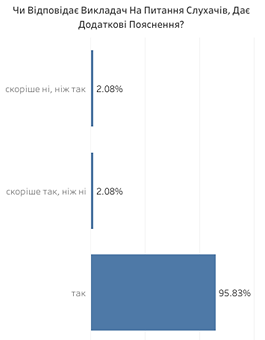 Чи Відповідає Викладач На Питання Слухачів, Дає
Додаткові Пояснення?
скоріше ні, ніж так
2.08%
скоріше так, ніж ні
2.08%
так
95.83%